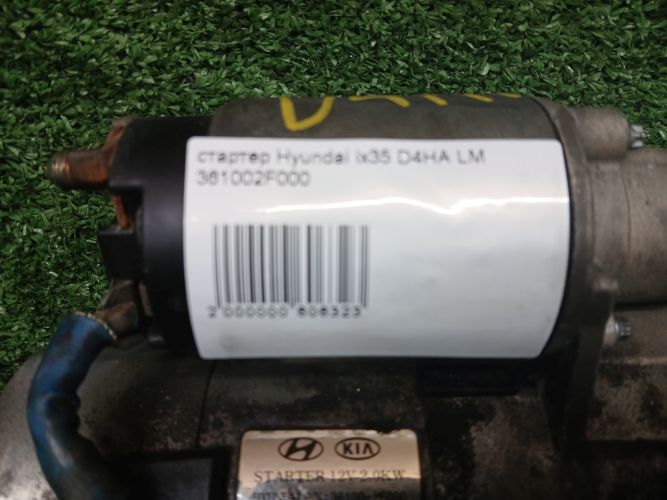 стартер Hyundai ix35 D4HA LM
361002F000
2 000000 606323
KIA
STARTER 12V 2.0KW